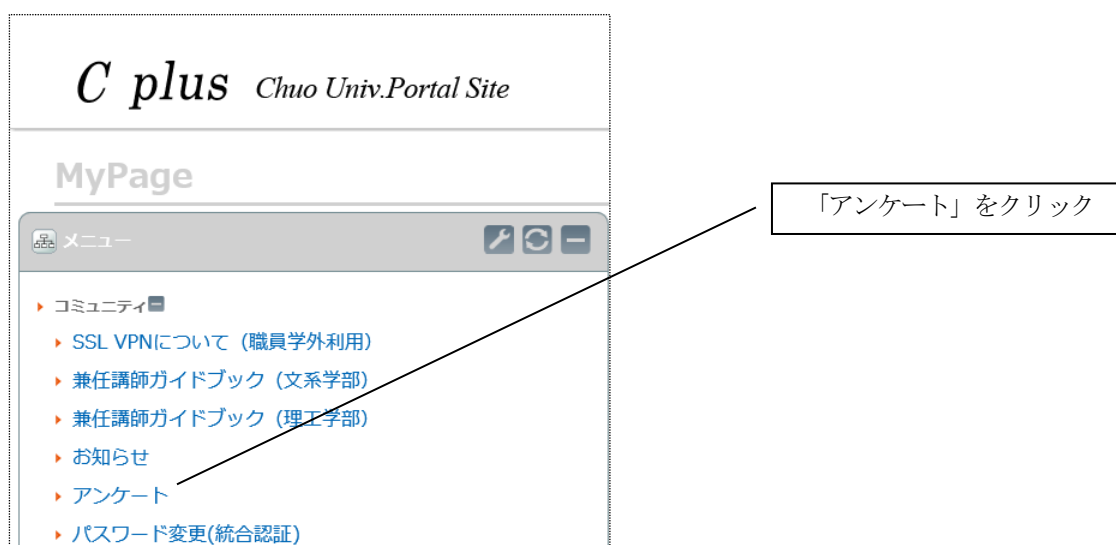 C plus Chuo Univ.Portal Site
MyPage
メニュー
「アンケート」をクリック
コミュニティ
SSL VPNについて（職員学外利用）
兼任講師ガイドブック（文系学部）
兼任講師ガイドブック（理工学部）
お知らせ
アンケート
パスワード変更(統合認証)